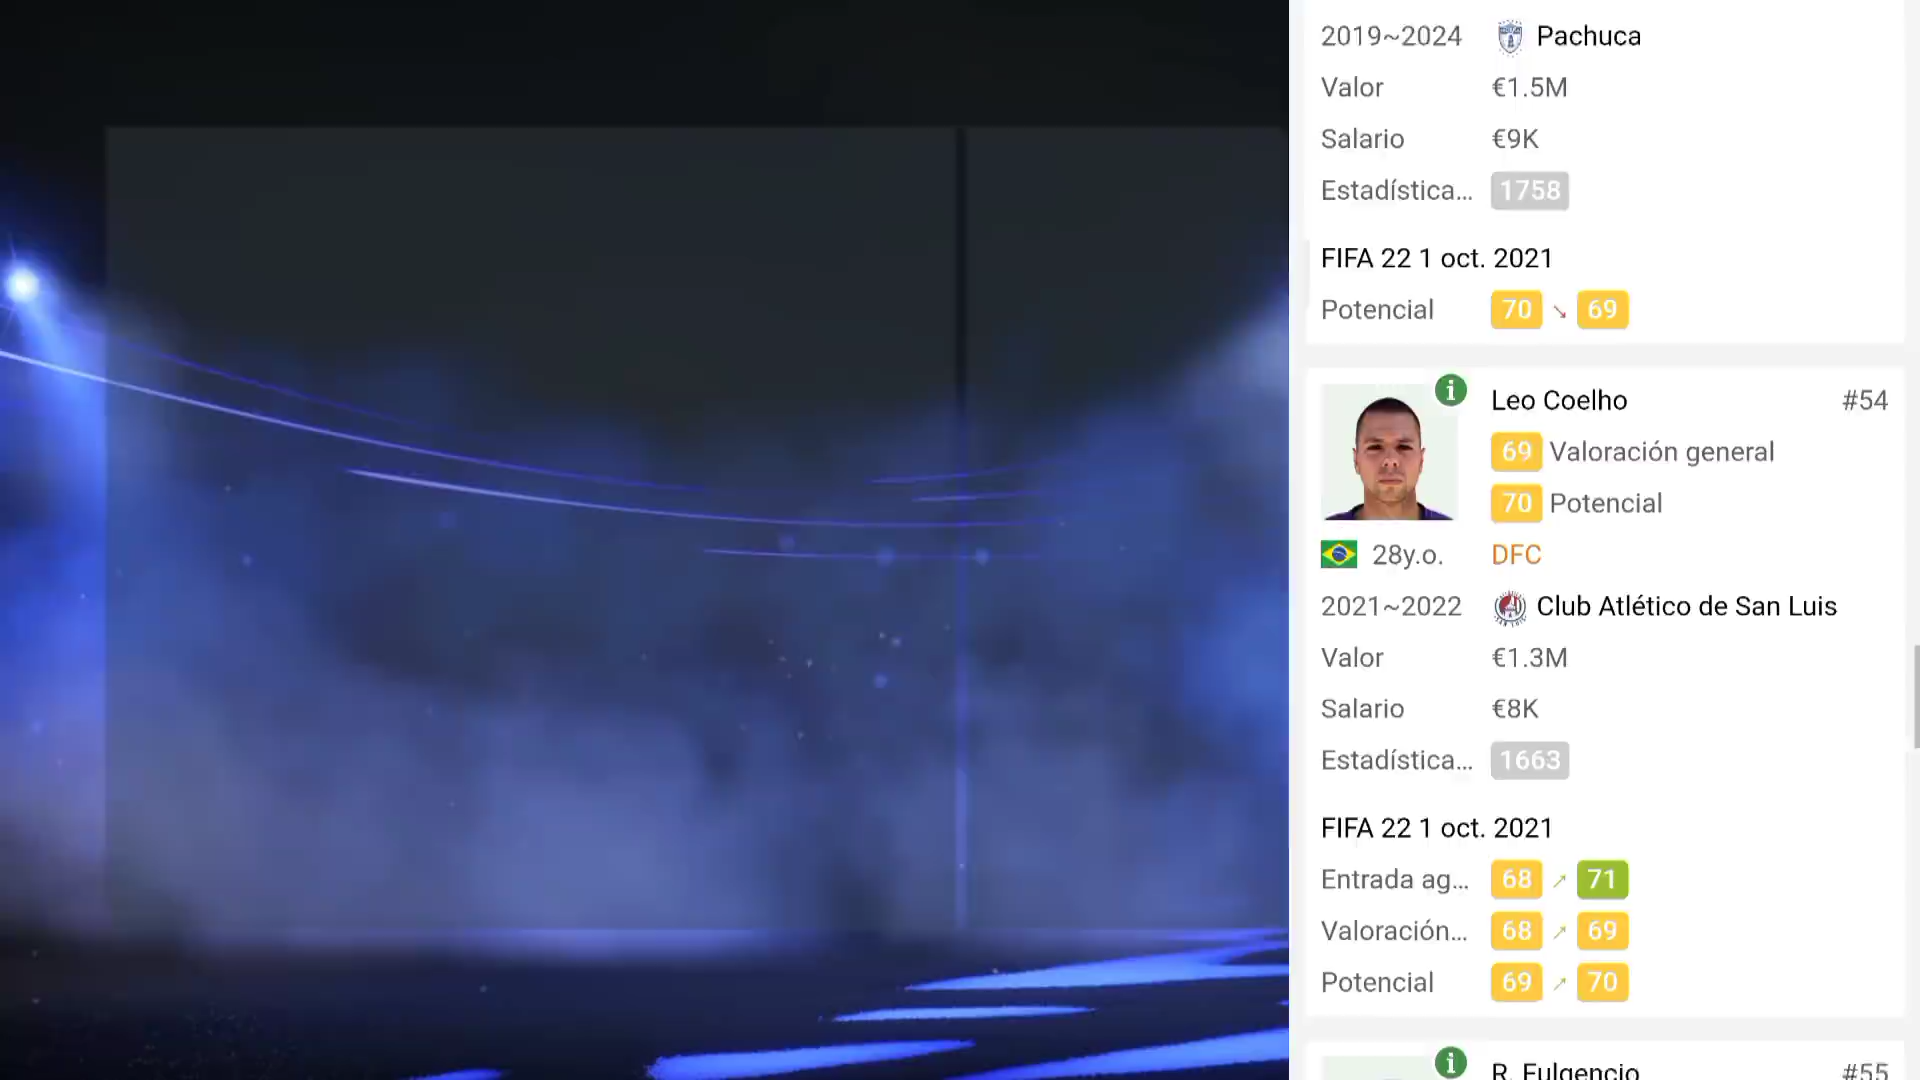 2019~2024 Pachuca
Valor €1.5M
Salario €9K
Estadística... 1758
FIFA 22 1 oct. 2021
Potencial 70 ↘ 69
Leo Coelho #54
69 Valoración general
70 Potencial
28y.o. DFC
2021~2022 Club Atlético de San Luis
Valor €1.3M
Salario €8K
Estadística... 1663
FIFA 22 1 oct. 2021
Entrada ag... 68 ↗ 71
Valoración... 68 ↗ 69
Potencial 69 ↗ 70
R. Fulgencio #55